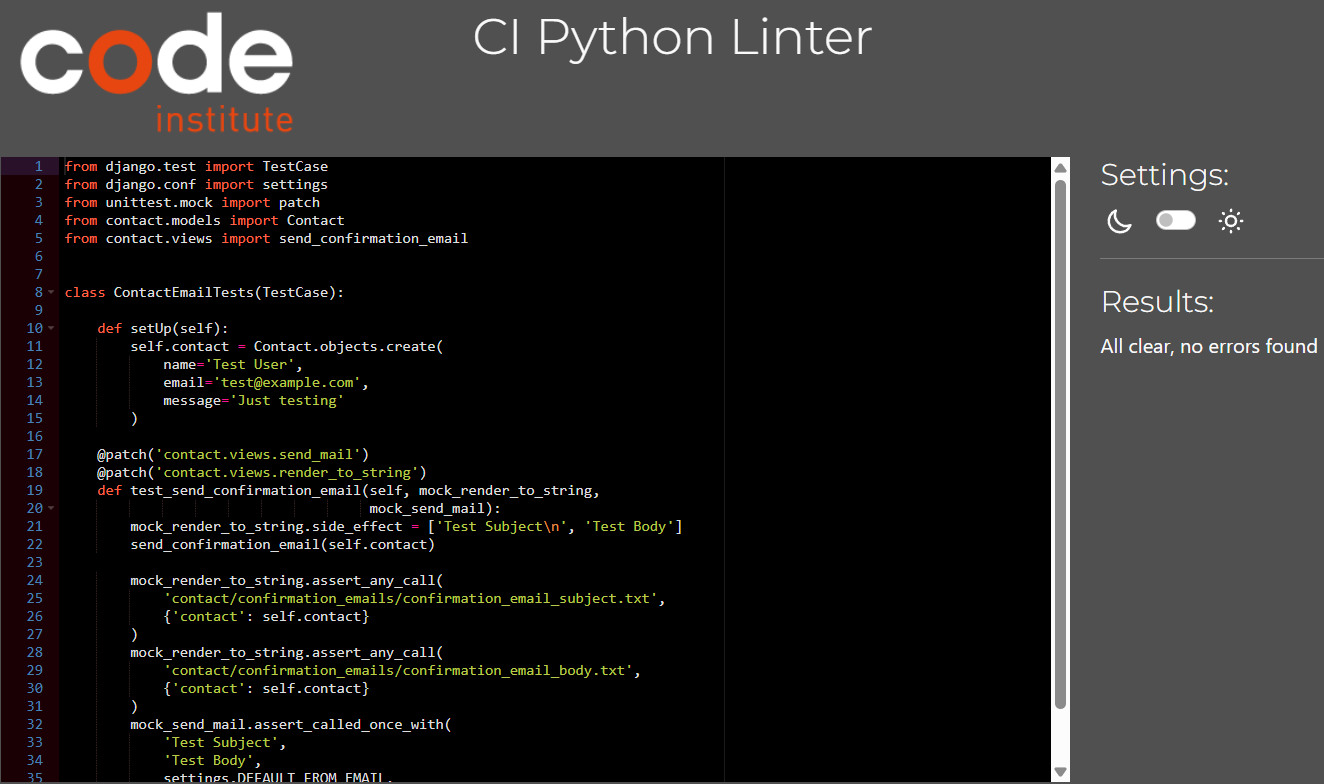 code
institute
CI Python Linter
1 from django.test import TestCase
2 from django.conf import settings
3 from unittest.mock import patch
4 from contact.models import Contact
5 from contact.views import send_confirmation_email
6
7
8 class ContactEmailTests(TestCase):
9
10     def setUp(self):
11         self.contact = Contact.objects.create(
12             name='Test User',
13             email='test@example.com',
14             message='Just testing'
15         )
16
17     @patch('contact.views.send_mail')
18     @patch('contact.views.render_to_string')
19     def test_send_confirmation_email(self, mock_render_to_string,
20                                      mock_send_mail):
21         mock_render_to_string.side_effect = ['Test Subject\n', 'Test Body']
22         send_confirmation_email(self.contact)
23
24         mock_render_to_string.assert_any_call(
25             'contact/confirmation_emails/confirmation_email_subject.txt',
26             {'contact': self.contact}
27         )
28         mock_render_to_string.assert_any_call(
29             'contact/confirmation_emails/confirmation_email_body.txt',
30             {'contact': self.contact}
31         )
32         mock_send_mail.assert_called_once_with(
33             'Test Subject',
34             'Test Body',
35             settings.DEFAULT_FROM_EMAIL,
Settings:
Results:
All clear, no errors found